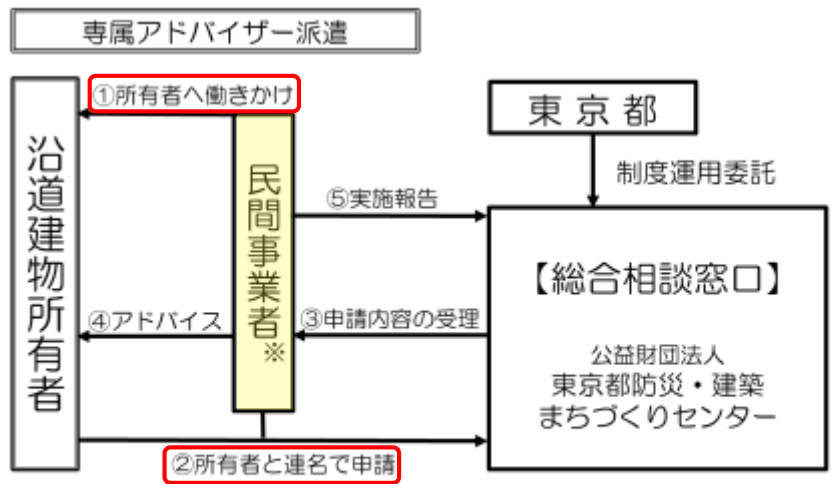 専属アドバイザー派遣
①所有者へ働きかけ
東京都
沿道建物所有者
民間事業者※
制度運用委託
⑤実施報告
【総合相談窓口】
④アドバイス
③申請内容の受理
公益財団法人
東京都防災・建築
まちづくりセンター
②所有者と連名で申請